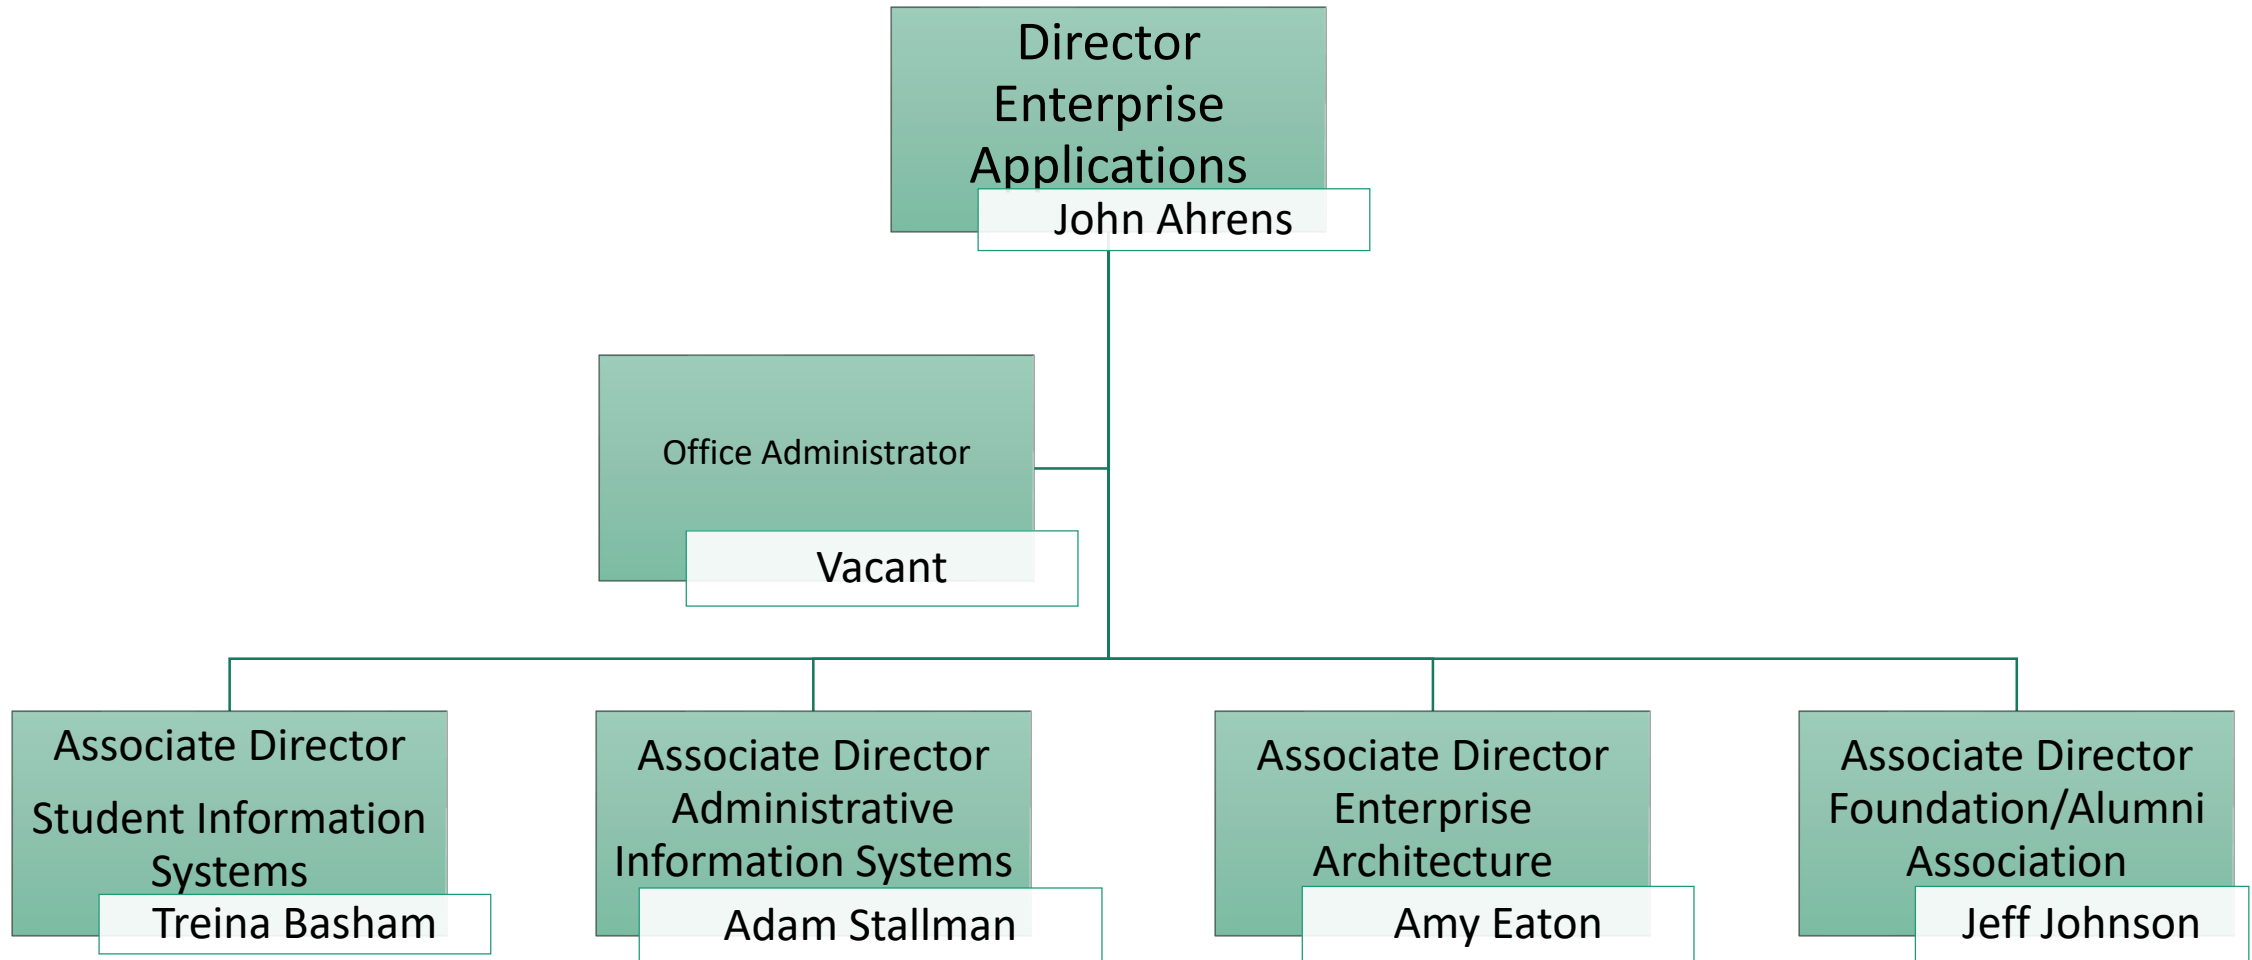 Director
Enterprise
Applications
John Ahrens
Office Administrator
Vacant
Associate Director
Student Information
Systems
Treina Basham
Associate Director
Administrative
Information Systems
Adam Stallman
Associate Director
Enterprise
Architecture
Amy Eaton
Associate Director
Foundation/Alumni
Association
Jeff Johnson